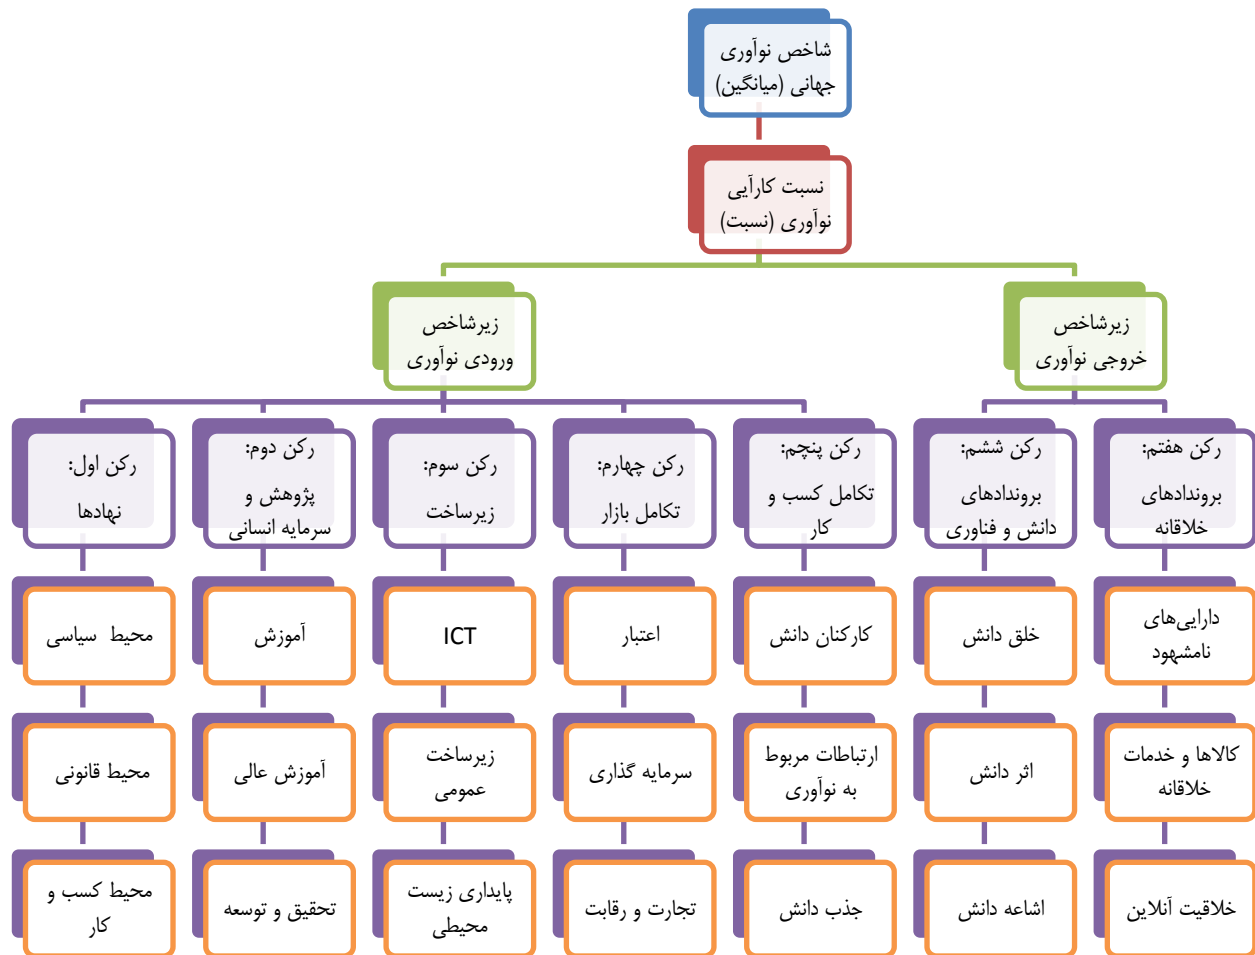 شاخص نوآوری
جهانی (میانگین)
نسبت کارآیی
نوآوری (نسبت)
زیرشاخص
خروجی نوآوری
زیرشاخص
ورودی نوآوری
رکن هفتم:
بروندادهای
خلاقانه
رکن ششم:
بروندادهای
دانش و فناوری
رکن پنچم:
تکامل کسب و
کار
رکن چهارم:
تکامل بازار
رکن سوم:
زیرساخت
رکن دوم:
پژوهش و
سرمایه انسانی
رکن اول:
نهادها
دارایی‌های
نامشهود
خلق دانش
کارکنان دانش
اعتبار
ICT
آموزش
محیط سیاسی
کالاها و خدمات
خلاقانه
اثر دانش
ارتباطات مربوط
به نوآوری
سرمایه گذاری
زیرساخت
عمومی
آموزش عالی
محیط قانونی
خلاقیت آنلاین
اشاعه دانش
جذب دانش
تجارت و رقابت
پایداری زیست
محیطی
تحقیق و توسعه
محیط کسب و
کار